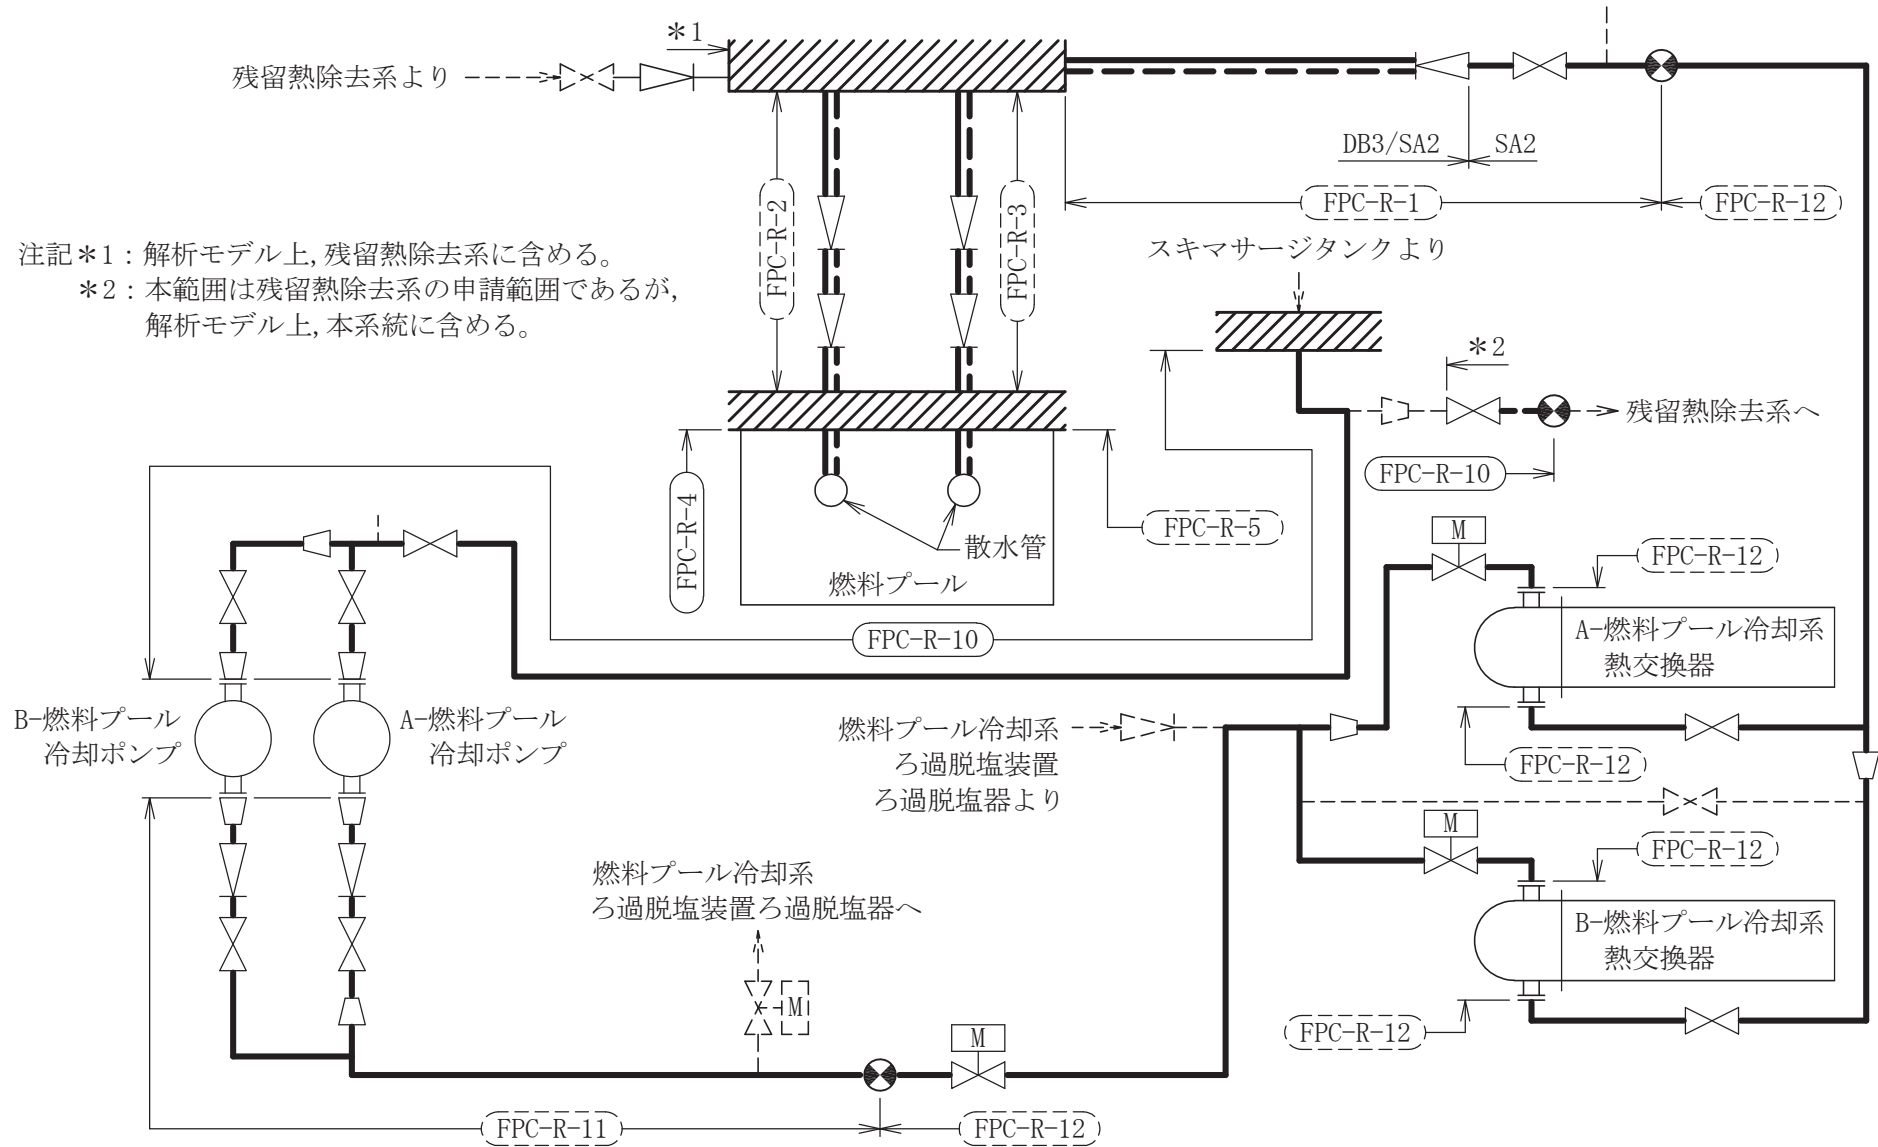 *1
残留熱除去系より
DB3/SA2
SA2
FPC-R-1
FPC-R-12
FPC-R-2
FPC-R-3
注記*1:解析モデル上,残留熱除去系に含める。
*2:本範囲は残留熱除去系の申請範囲であるが,
解析モデル上,本系統に含める。
スキマサージタンクより
*2
残留熱除去系へ
FPC-R-10
FPC-R-4
FPC-R-5
散水管
燃料プール
FPC-R-10
M
FPC-R-12
A-燃料プール冷却系
熱交換器
FPC-R-12
B-燃料プール
冷却ポンプ
A-燃料プール
冷却ポンプ
燃料プール冷却系
ろ過脱塩装置
ろ過脱塩器より
M
FPC-R-12
B-燃料プール冷却系
熱交換器
FPC-R-12
燃料プール冷却系
ろ過脱塩装置ろ過脱塩器へ
M
M
FPC-R-11
FPC-R-12